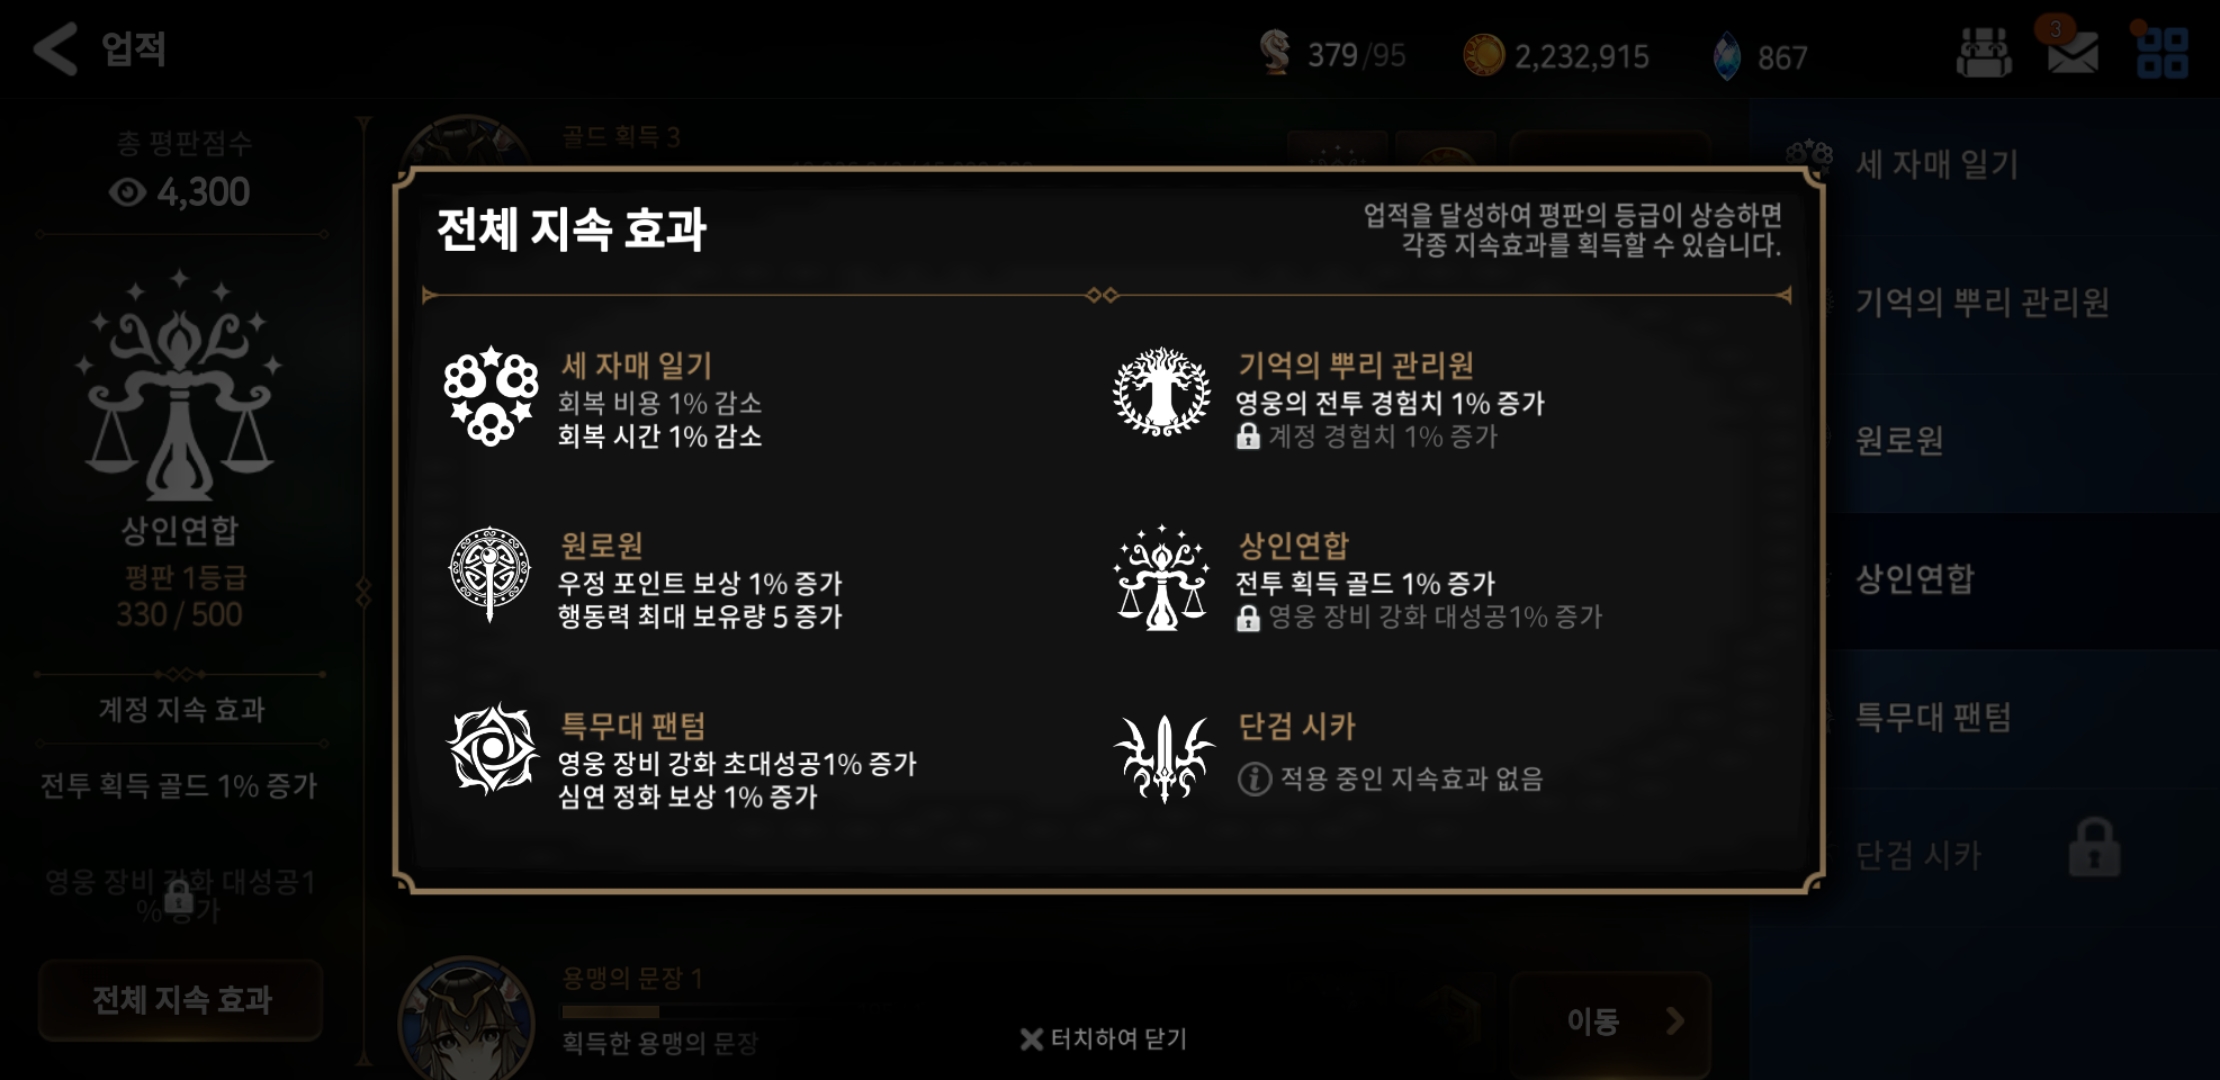 업적
379/95
2,232,915
867
3
총 평판점수
4,300
상인연합
평판 1등급
330 / 500
계정 지속 효과
전투 획득 골드 1% 증가
영웅 장비 강화 대성공1
% 증가
전체 지속 효과
골드 획득 3
전체 지속 효과
업적을 달성하여 평판의 등급이 상승하면
각종 지속효과를 획득할 수 있습니다.
세 자매 일기
회복 비용 1% 감소
회복 시간 1% 감소
기억의 뿌리 관리원
영웅의 전투 경험치 1% 증가
계정 경험치 1% 증가
원로원
우정 포인트 보상 1% 증가
행동력 최대 보유량 5 증가
상인연합
전투 획득 골드 1% 증가
영웅 장비 강화 대성공1% 증가
특무대 팬텀
영웅 장비 강화 초대성공1% 증가
심연 정화 보상 1% 증가
단검 시카
적용 중인 지속효과 없음
용맹의 문장 1
획득한 용맹의 문장
터치하여 닫기
이동
세 자매 일기
기억의 뿌리 관리원
원로원
상인연합
특무대 팬텀
단검 시카